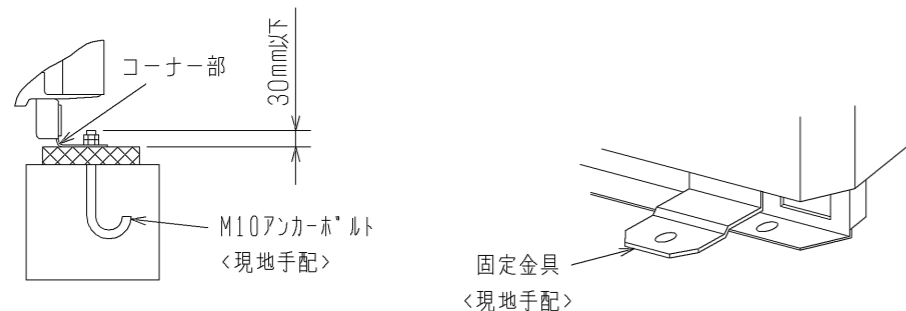 コーナー部
30mm以下
M10アンカーボルト
<現地手配>
固定金具
<現地手配>